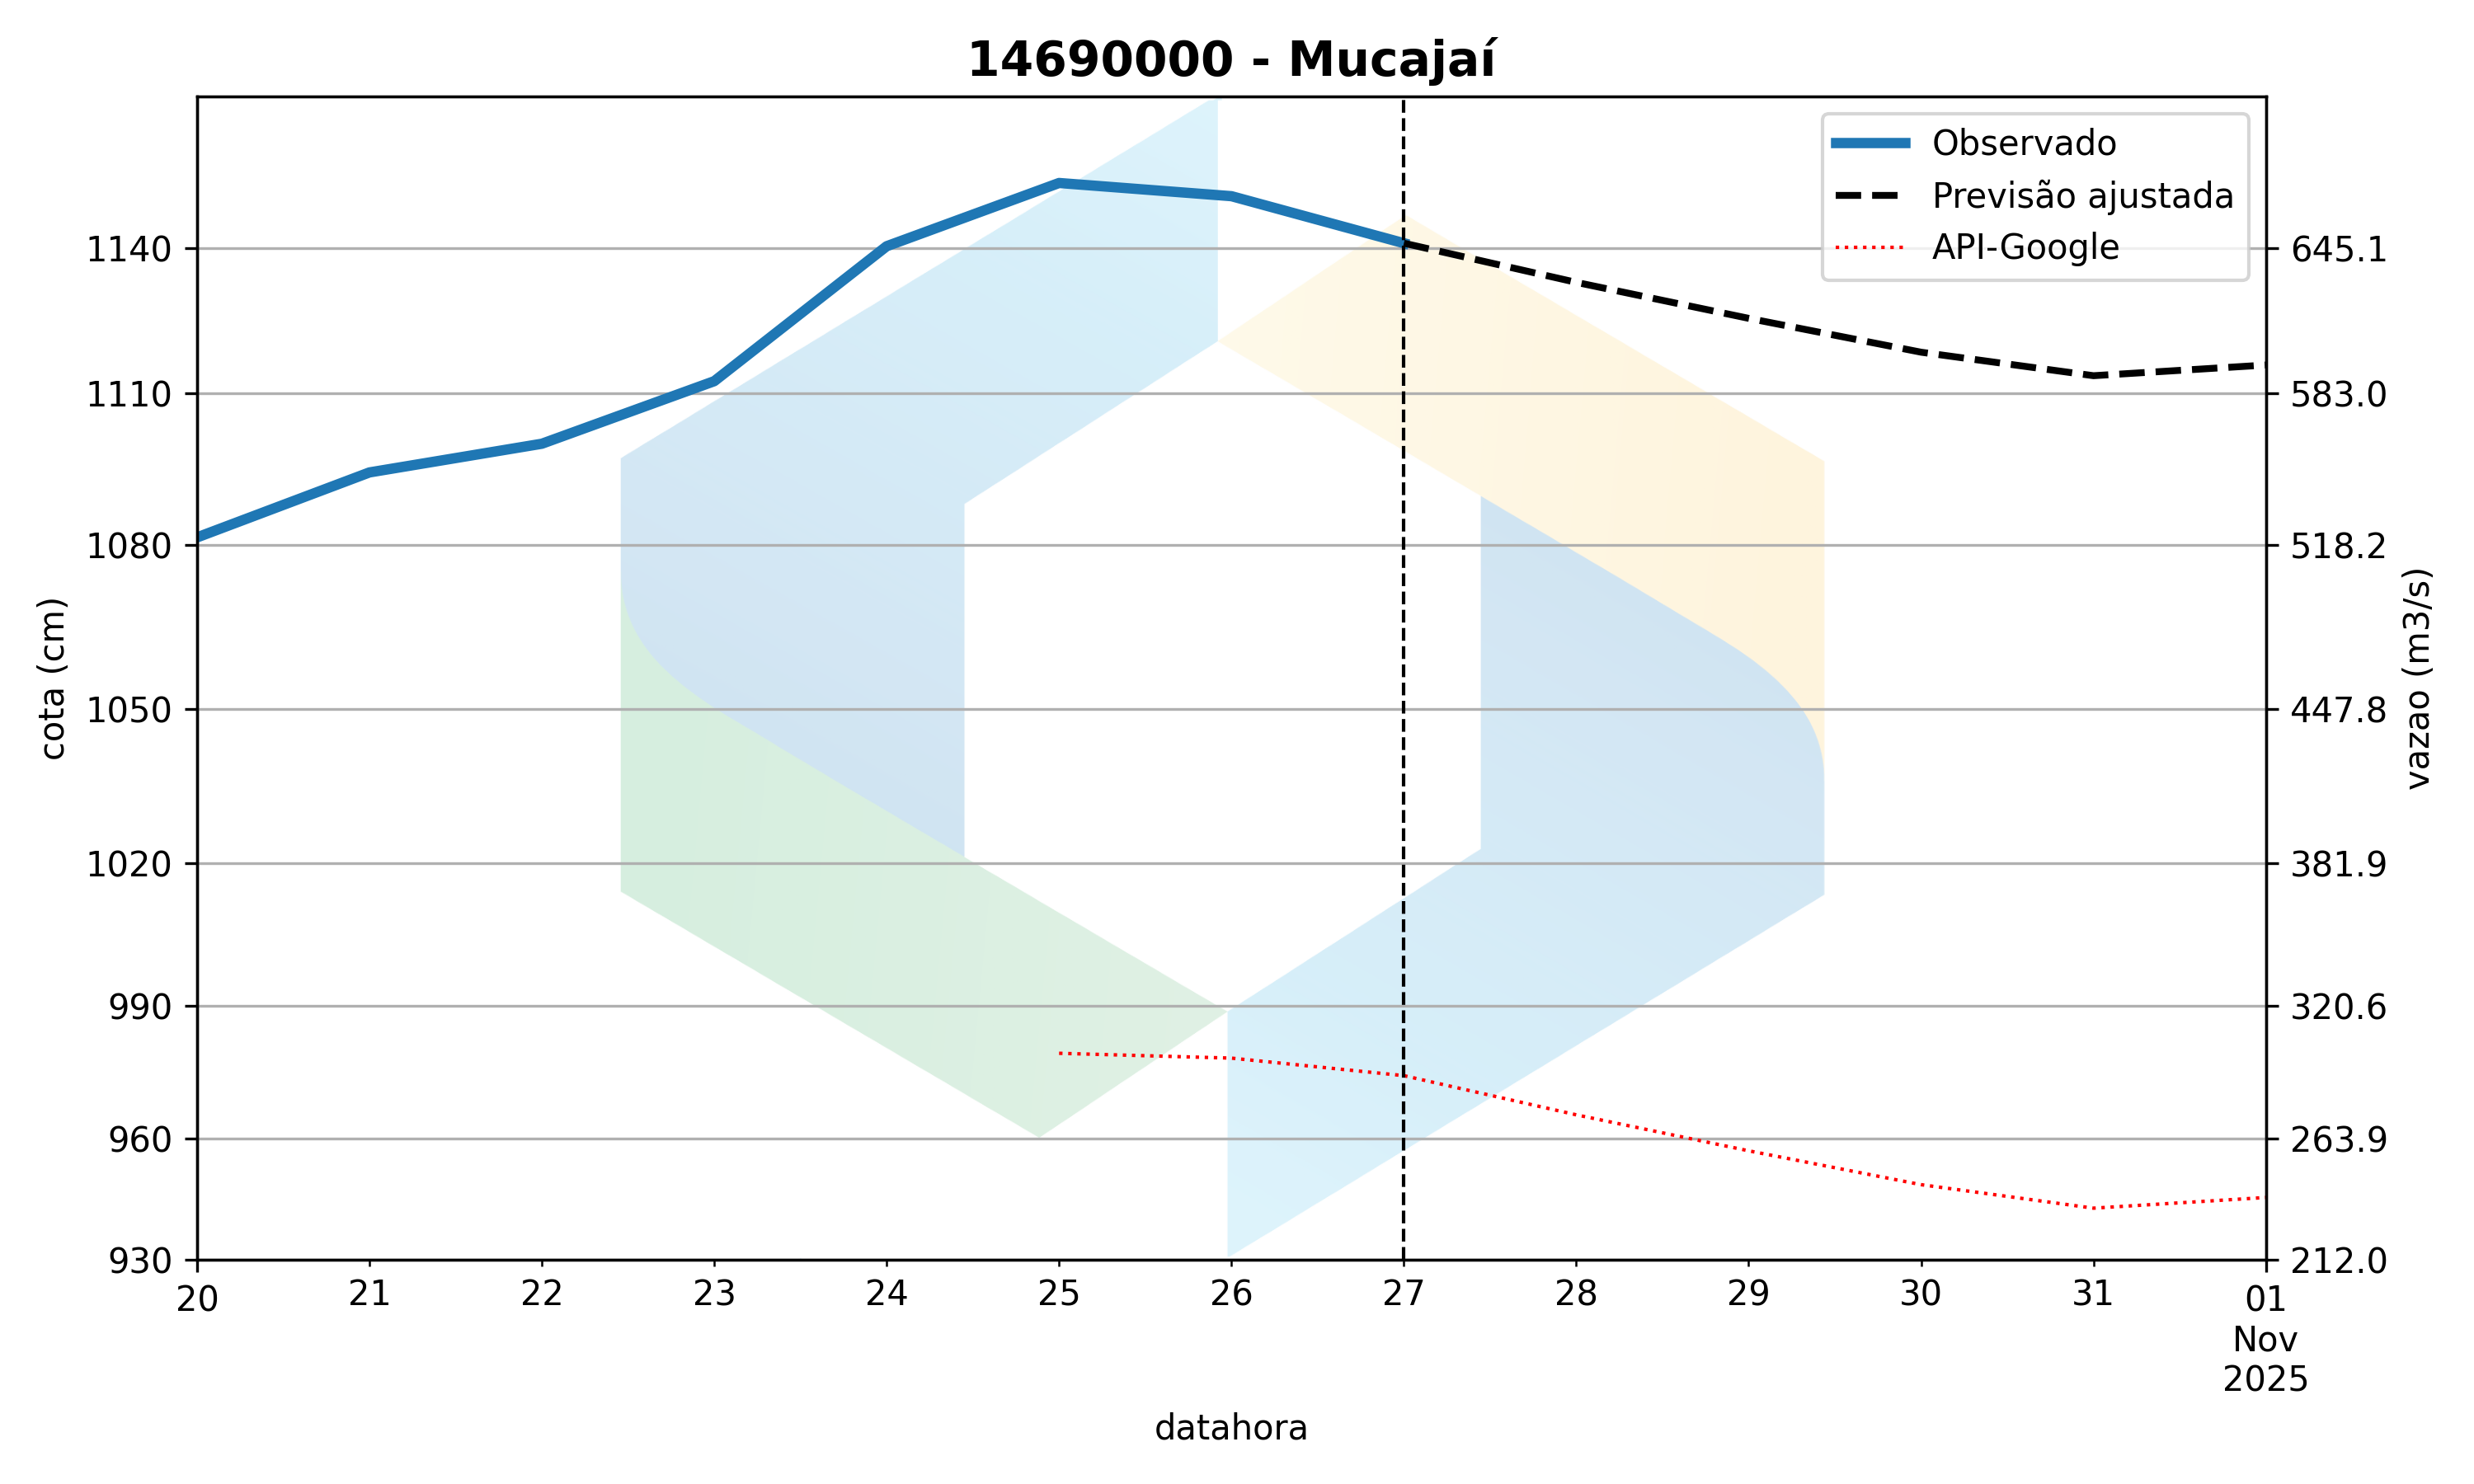 14690000 - Mucajaí
Observado
Previsão ajustada
API-Google
cota (cm)
1140
1110
1080
1050
1020
990
960
930
645.1
583.0
518.2
447.8
381.9
320.6
263.9
212.0
vazao (m3/s)
20 21 22 23 24 25 26 27 28 29 30 31 01
Nov
2025
datahora